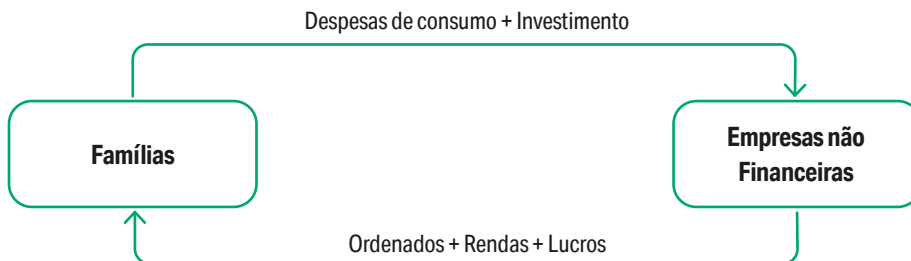 Despesas de consumo + Investimento
Famílias
Empresas não
Financeiras
Ordenados + Rendas + Lucros